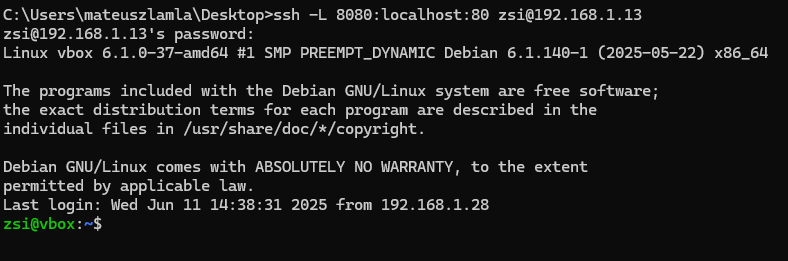 C:\Users\mateuszlamla\Desktop>ssh -L 8080:localhost:80 zsi@192.168.1.13
zsi@192.168.1.13's password:
Linux vbox 6.1.0-37-amd64 #1 SMP PREEMPT_DYNAMIC Debian 6.1.140-1 (2025-05-22) x86_64

The programs included with the Debian GNU/Linux system are free software;
the exact distribution terms for each program are described in the
individual files in /usr/share/doc/*/copyright.

Debian GNU/Linux comes with ABSOLUTELY NO WARRANTY, to the extent
permitted by applicable law.
Last login: Wed Jun 11 14:38:31 2025 from 192.168.1.28
zsi@vbox:~$